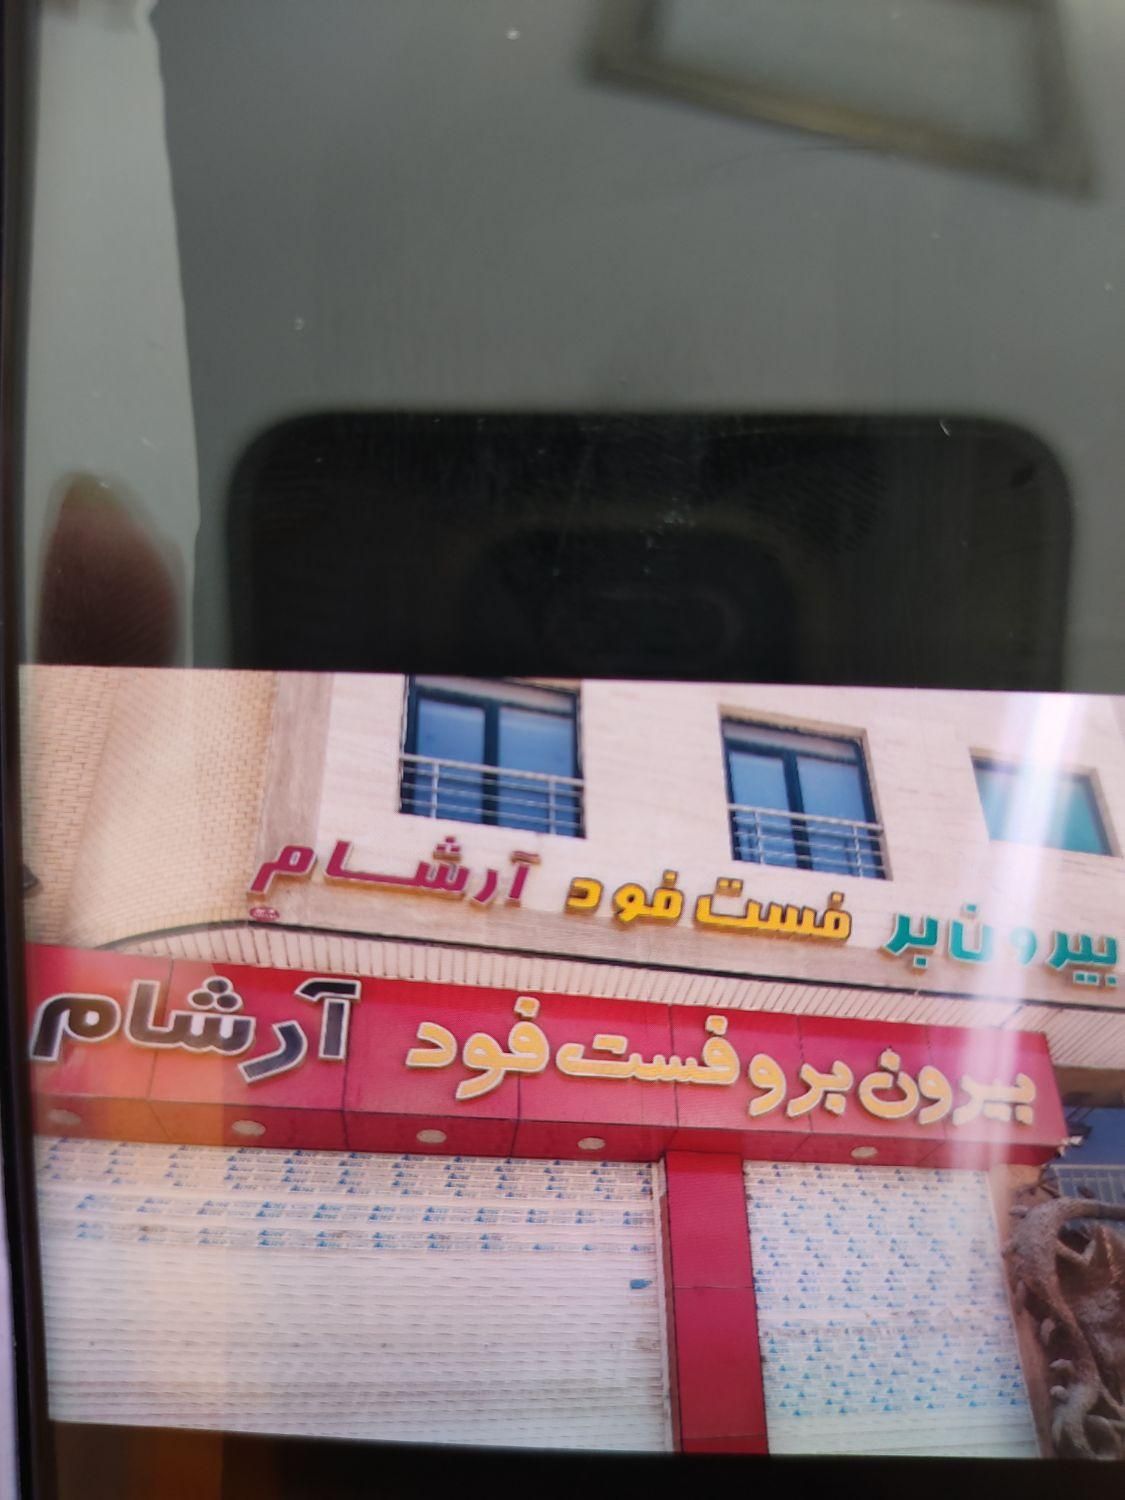 بیرون بر فست فود آرشام
بیرون بر و فست فود آرشام